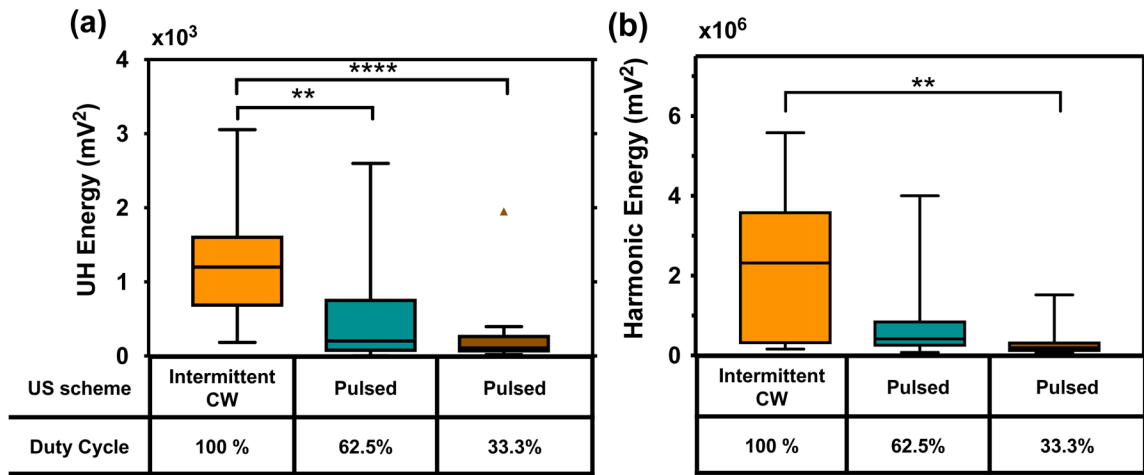 (a)
x10³
UH Energy (mV²)
4
3
2
1
0
****
**
US scheme
Intermittent CW
Pulsed
Pulsed
Duty Cycle
100 %
62.5%
33.3%
(b)
x10⁶
Harmonic Energy (mV²)
6
4
2
0
**
Intermittent CW
Pulsed
Pulsed
100 %
62.5%
33.3%